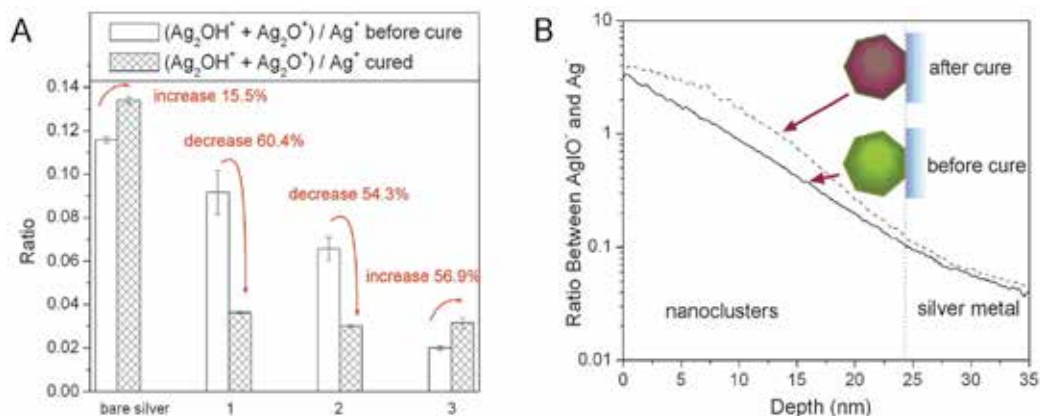 A
(Ag₂OH⁺ + Ag₂O⁺) / Ag⁺ before cure
(Ag₂OH⁺ + Ag₂O⁺) / Ag⁺ cured
0.14
0.12
0.10
0.08
0.06
0.04
0.02
0.00
Ratio
increase 15.5%
decrease 60.4%
decrease 54.3%
increase 56.9%
bare silver 1 2 3
B
10
1
0.1
0.01
Ratio Between AgIO⁻ and Ag⁻
after cure
before cure
nanoclusters
silver metal
0 5 10 15 20 25 30 35
Depth (nm)